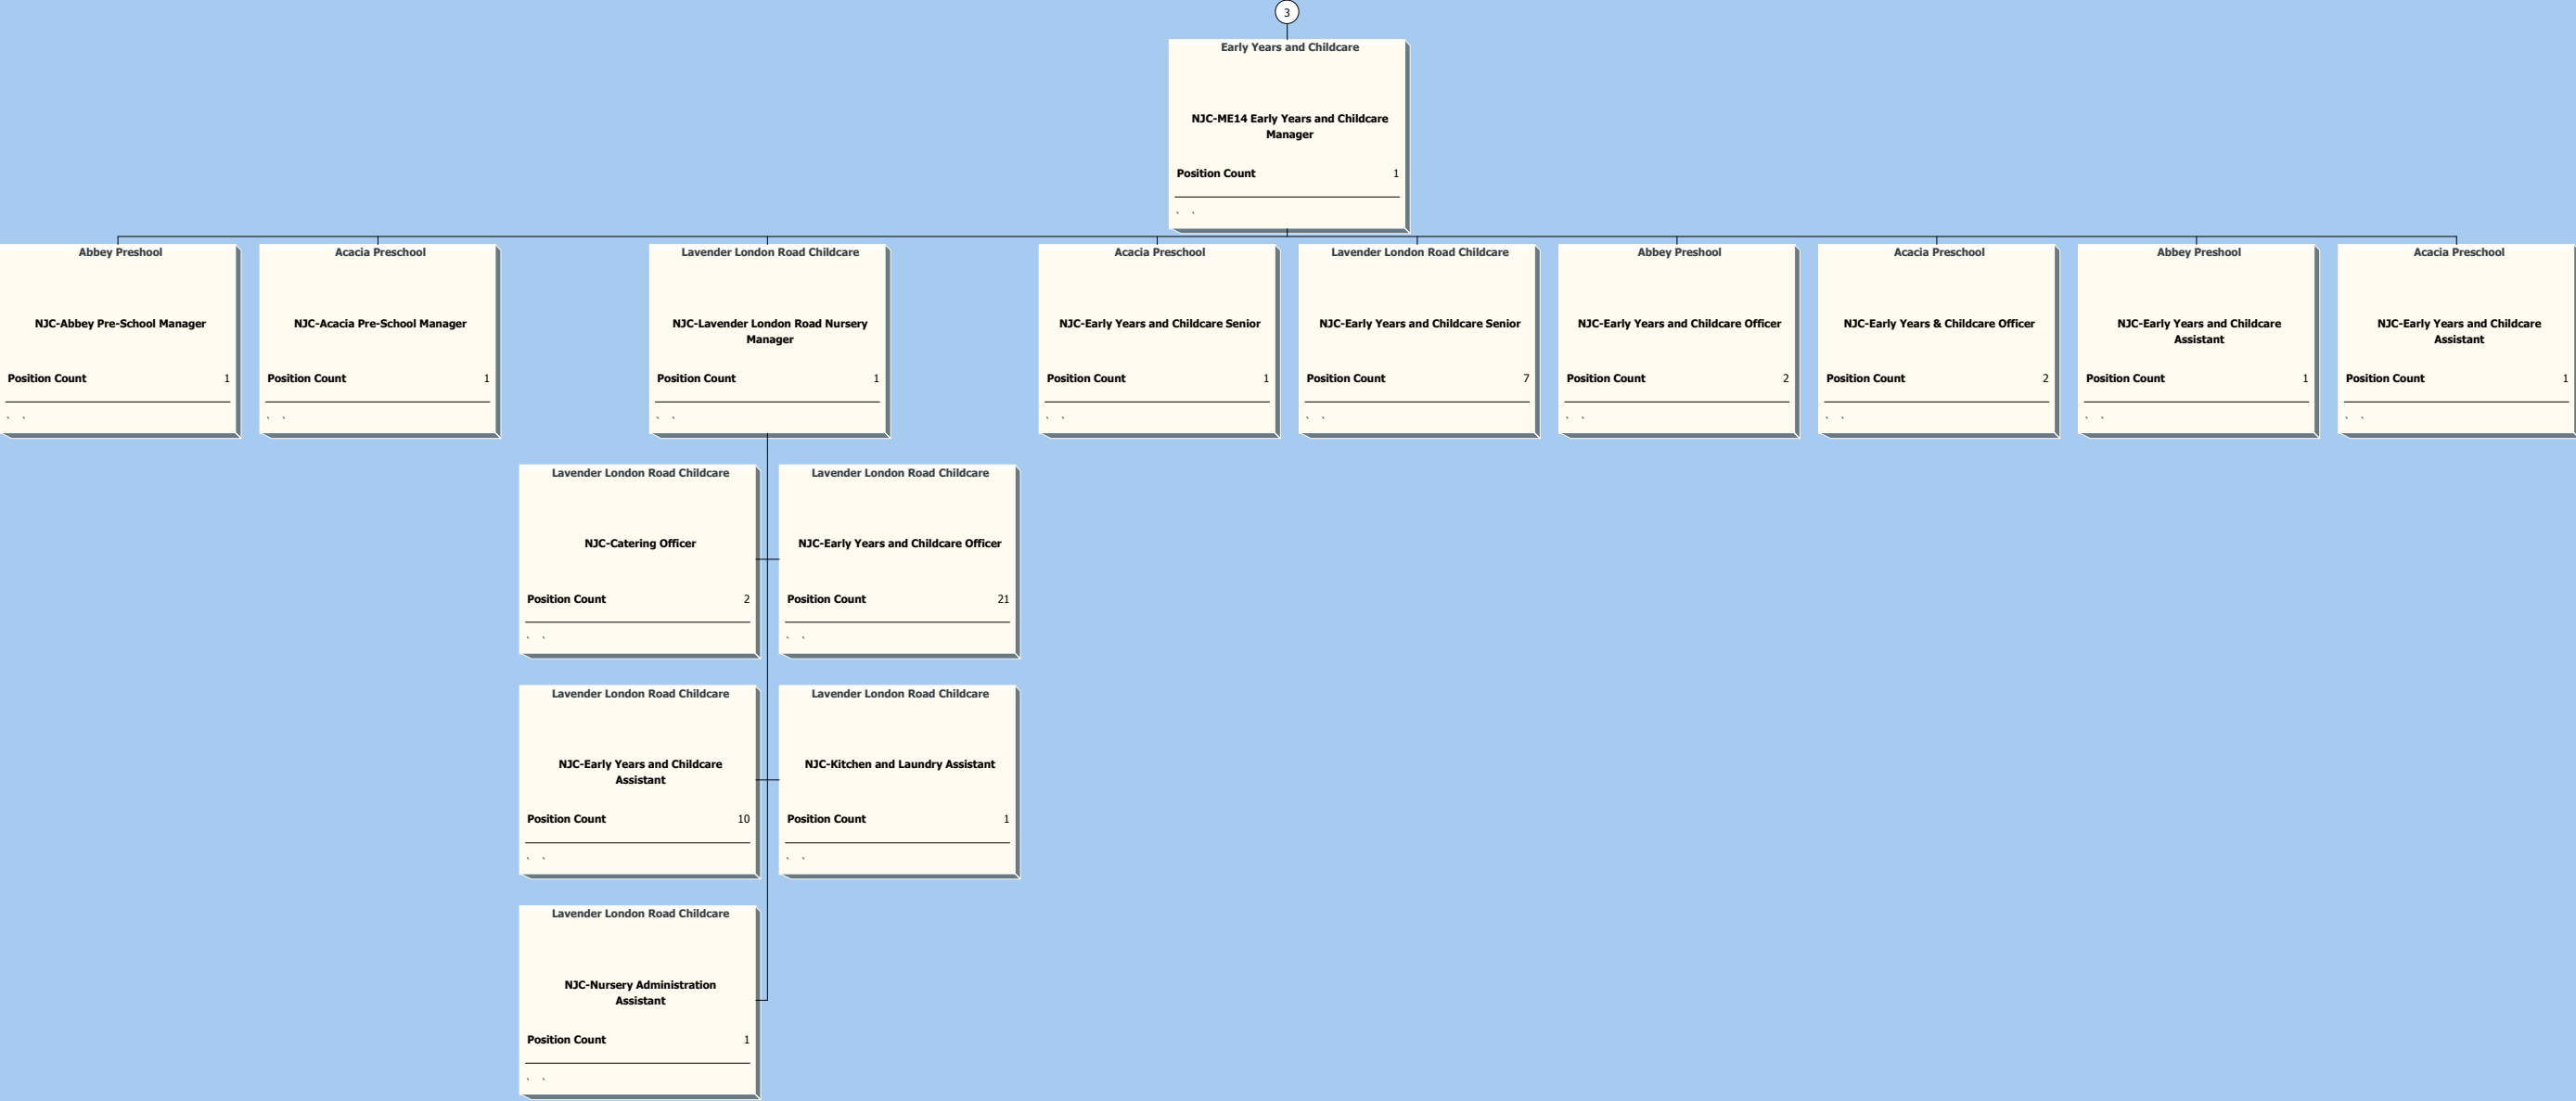 3
Early Years and Childcare
NJC-ME14 Early Years and Childcare
Manager
Position Count 1
` `
Abbey Preshool
NJC-Abbey Pre-School Manager
Position Count 1
` `
Acacia Preschool
NJC-Acacia Pre-School Manager
Position Count 1
` `
Lavender London Road Childcare
NJC-Lavender London Road Nursery
Manager
Position Count 1
` `
Acacia Preschool
NJC-Early Years and Childcare Senior
Position Count 1
` `
Lavender London Road Childcare
NJC-Early Years and Childcare Senior
Position Count 7
` `
Abbey Preshool
NJC-Early Years and Childcare Officer
Position Count 2
` `
Acacia Preschool
NJC-Early Years & Childcare Officer
Position Count 2
` `
Abbey Preshool
NJC-Early Years and Childcare
Assistant
Position Count 1
` `
Acacia Preschool
NJC-Early Years and Childcare
Assistant
Position Count 1
` `
Lavender London Road Childcare
NJC-Catering Officer
Position Count 2
` `
Lavender London Road Childcare
NJC-Early Years and Childcare Officer
Position Count 21
` `
Lavender London Road Childcare
NJC-Early Years and Childcare
Assistant
Position Count 10
` `
Lavender London Road Childcare
NJC-Kitchen and Laundry Assistant
Position Count 1
` `
Lavender London Road Childcare
NJC-Nursery Administration
Assistant
Position Count 1
` `